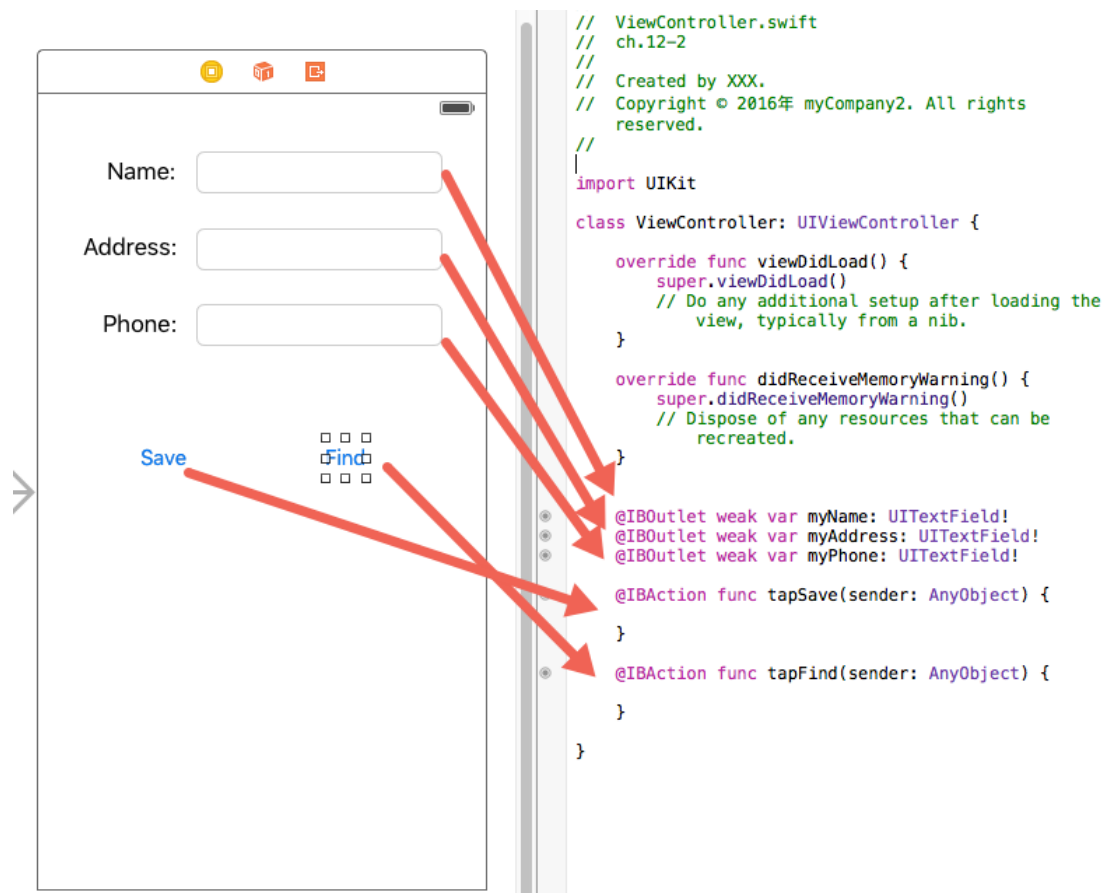 Name:
Address:
Phone:
Save
Find
//  ViewController.swift
//  ch.12-2
//
//  Created by XXX.
//  Copyright © 2016年 myCompany2. All rights
reserved.
//
import UIKit
class ViewController: UIViewController {
override func viewDidLoad() {
super.viewDidLoad()
// Do any additional setup after loading the
view, typically from a nib.
}
override func didReceiveMemoryWarning() {
super.didReceiveMemoryWarning()
// Dispose of any resources that can be
recreated.
}
@IBOutlet weak var myName: UITextField!
@IBOutlet weak var myAddress: UITextField!
@IBOutlet weak var myPhone: UITextField!
@IBAction func tapSave(sender: AnyObject) {
}
@IBAction func tapFind(sender: AnyObject) {
}
}